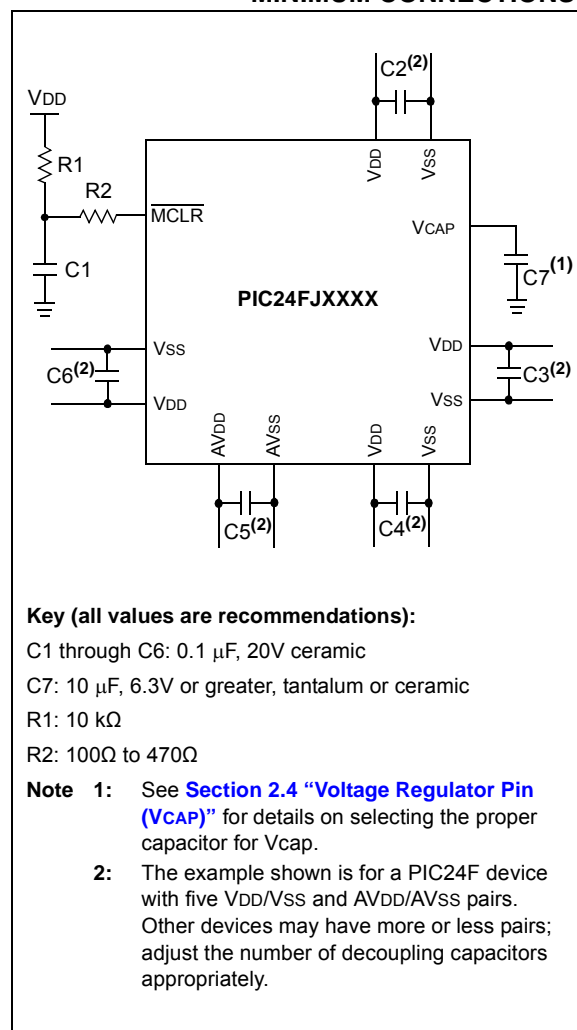 C2(2)
VDD
R1
R2
C1
VDD
VSS
MCLR
VCAP
C7(1)
PIC24FJXXXX
VSS
C6(2)
VDD
VDD
C3(2)
VSS
AVDD
AVSS
VDD
VSS
C5(2)
C4(2)
Key (all values are recommendations):
C1 through C6: 0.1 μF, 20V ceramic
C7: 10 μF, 6.3V or greater, tantalum or ceramic
R1: 10 kΩ
R2: 100Ω to 470Ω
Note 1: See Section 2.4 “Voltage Regulator Pin
(VCAP)” for details on selecting the proper
capacitor for Vcap.
2: The example shown is for a PIC24F device
with five VDD/VSS and AVDD/AVSS pairs.
Other devices may have more or less pairs;
adjust the number of decoupling capacitors
appropriately.